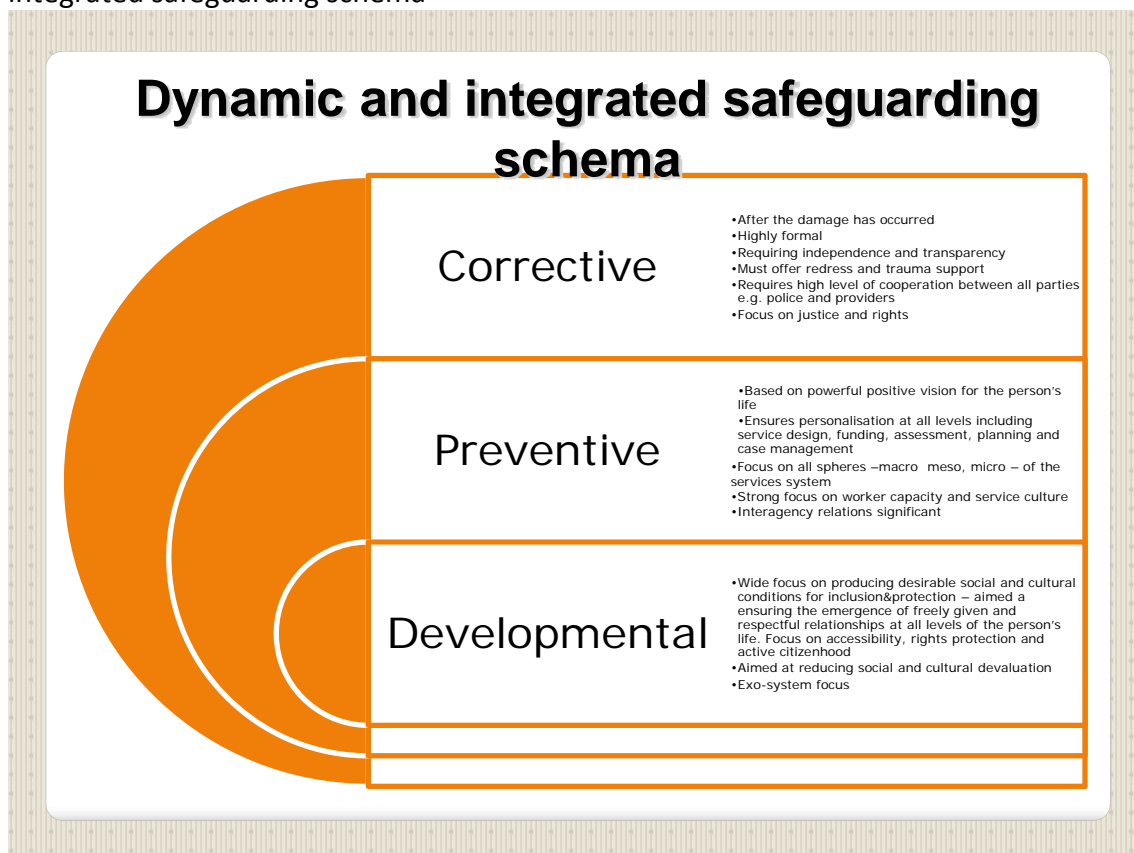 integrated safeguarding schema
Dynamic and integrated safeguarding
schema
Corrective
•After the damage has occurred
•Highly formal
•Requiring independence and transparency
•Must offer redress and trauma support
•Requires high level of cooperation between all parties
e.g. police and providers
•Focus on justice and rights
Preventive
•Based on powerful positive vision for the person's
life
•Ensures personalisation at all levels including
service design, funding, assessment, planning and
case management
•Focus on all spheres –macro meso, micro – of the
services system
•Strong focus on worker capacity and service culture
•Interagency relations significant
Developmental
•Wide focus on producing desirable social and cultural
conditions for inclusion&protection – aimed a
ensuring the emergence of freely given and
respectful relationships at all levels of the person's
life. Focus on accessibility, rights protection and
active citizenhood
•Aimed at reducing social and cultural devaluation
•Exo-system focus